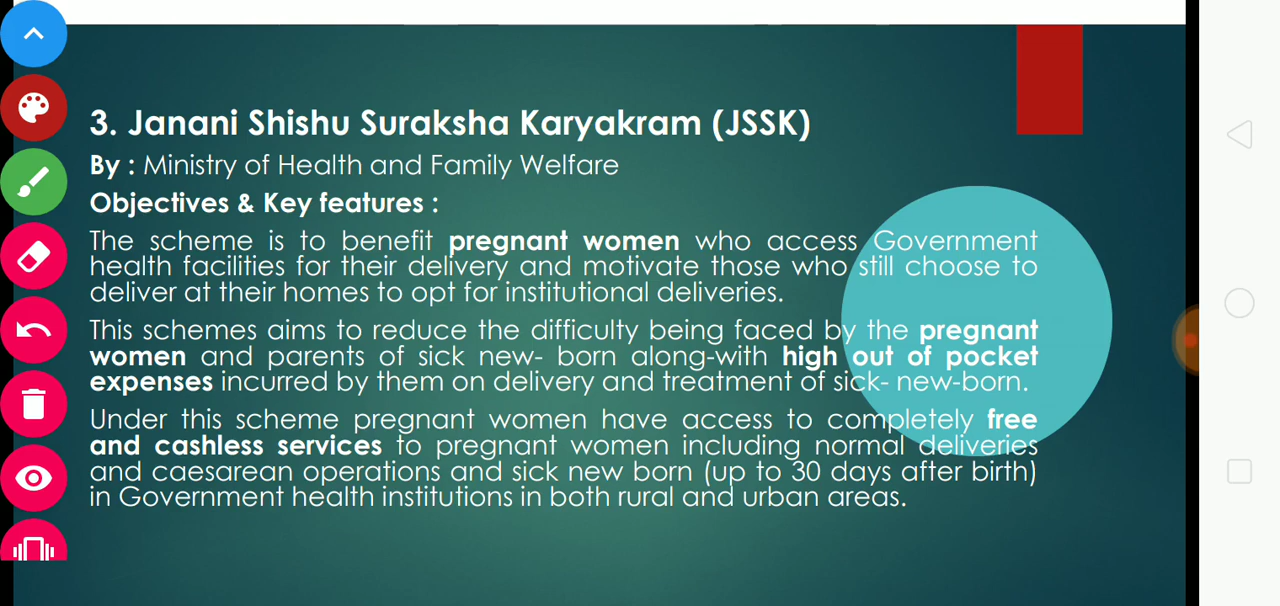 3. Janani Shishu Suraksha Karyakram (JSSK)
By : Ministry of Health and Family Welfare
Objectives & Key features :
The scheme is to benefit pregnant women who access Government
health facilities for their delivery and motivate those who still choose to
deliver at their homes to opt for institutional deliveries.
This schemes aims to reduce the difficulty being faced by the pregnant
women and parents of sick new- born along-with high out of pocket
expenses incurred by them on delivery and treatment of sick- new-born.
Under this scheme pregnant women have access to completely free
and cashless services to pregnant women including normal deliveries
and caesarean operations and sick new born (up to 30 days after birth)
in Government health institutions in both rural and urban areas.